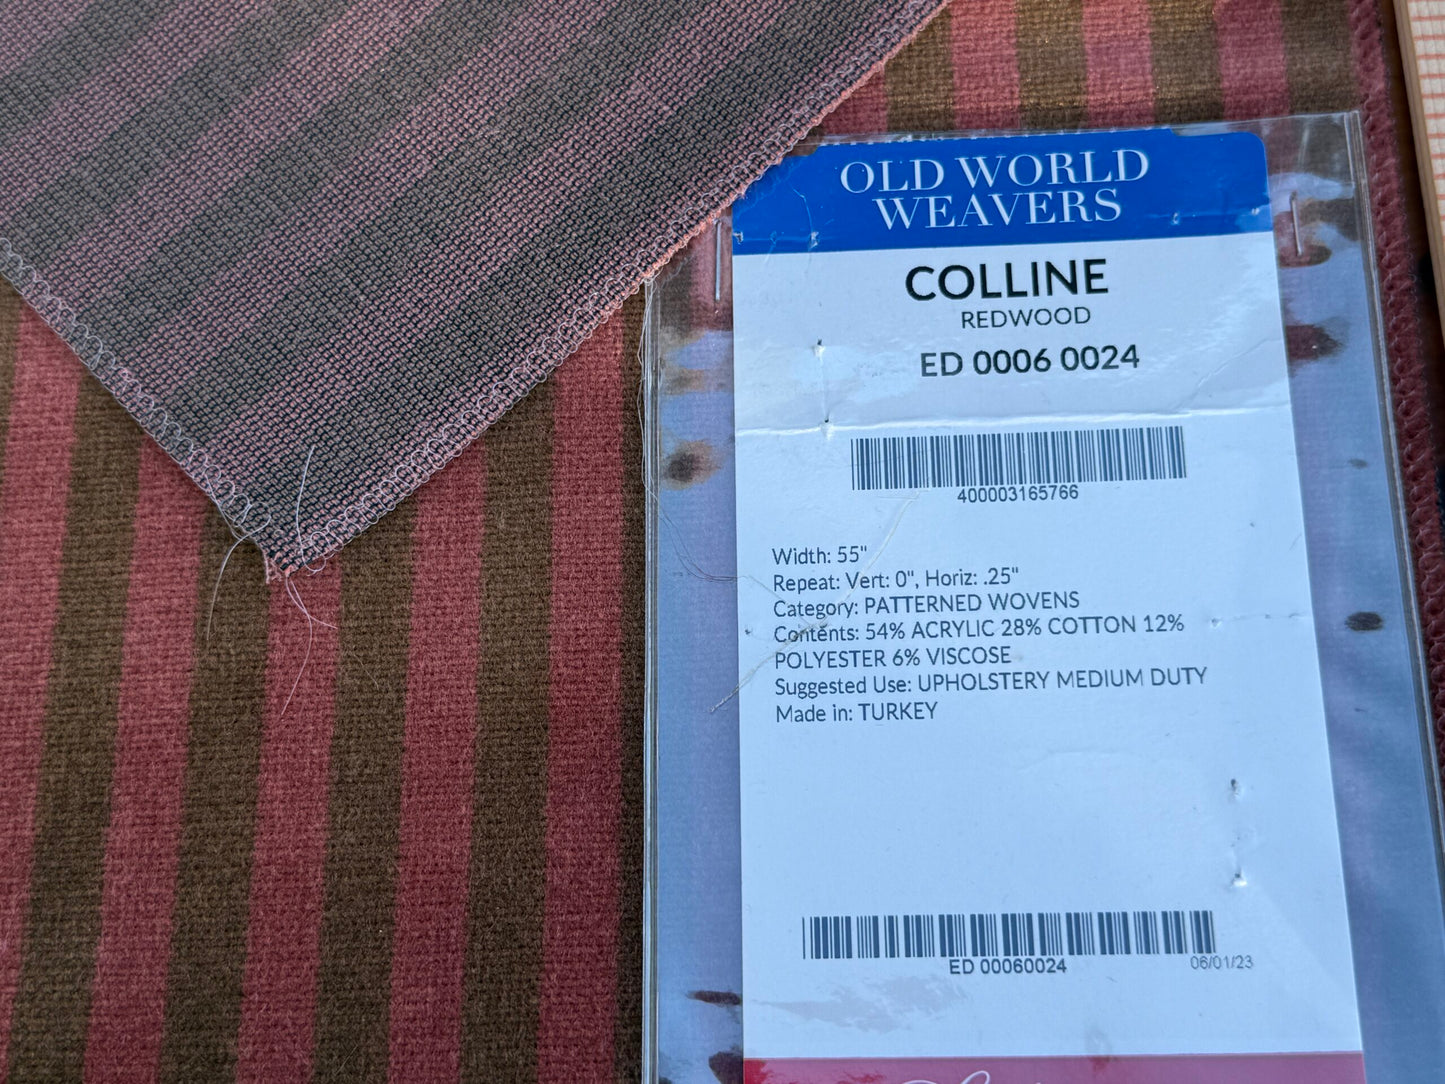 OLD WORLD
WEAVERS
COLLINE
REDWOOD
ED 0006 0024
400003165766
Width: 55"
Repeat: Vert: 0", Horiz: .25"
Category: PATTERNED WOVENS
Contents: 54% ACRYLIC 28% COTTON 12%
POLYESTER 6% VISCOSE
Suggested Use: UPHOLSTERY MEDIUM DUTY
Made in: TURKEY
ED 00060024
06/01/23